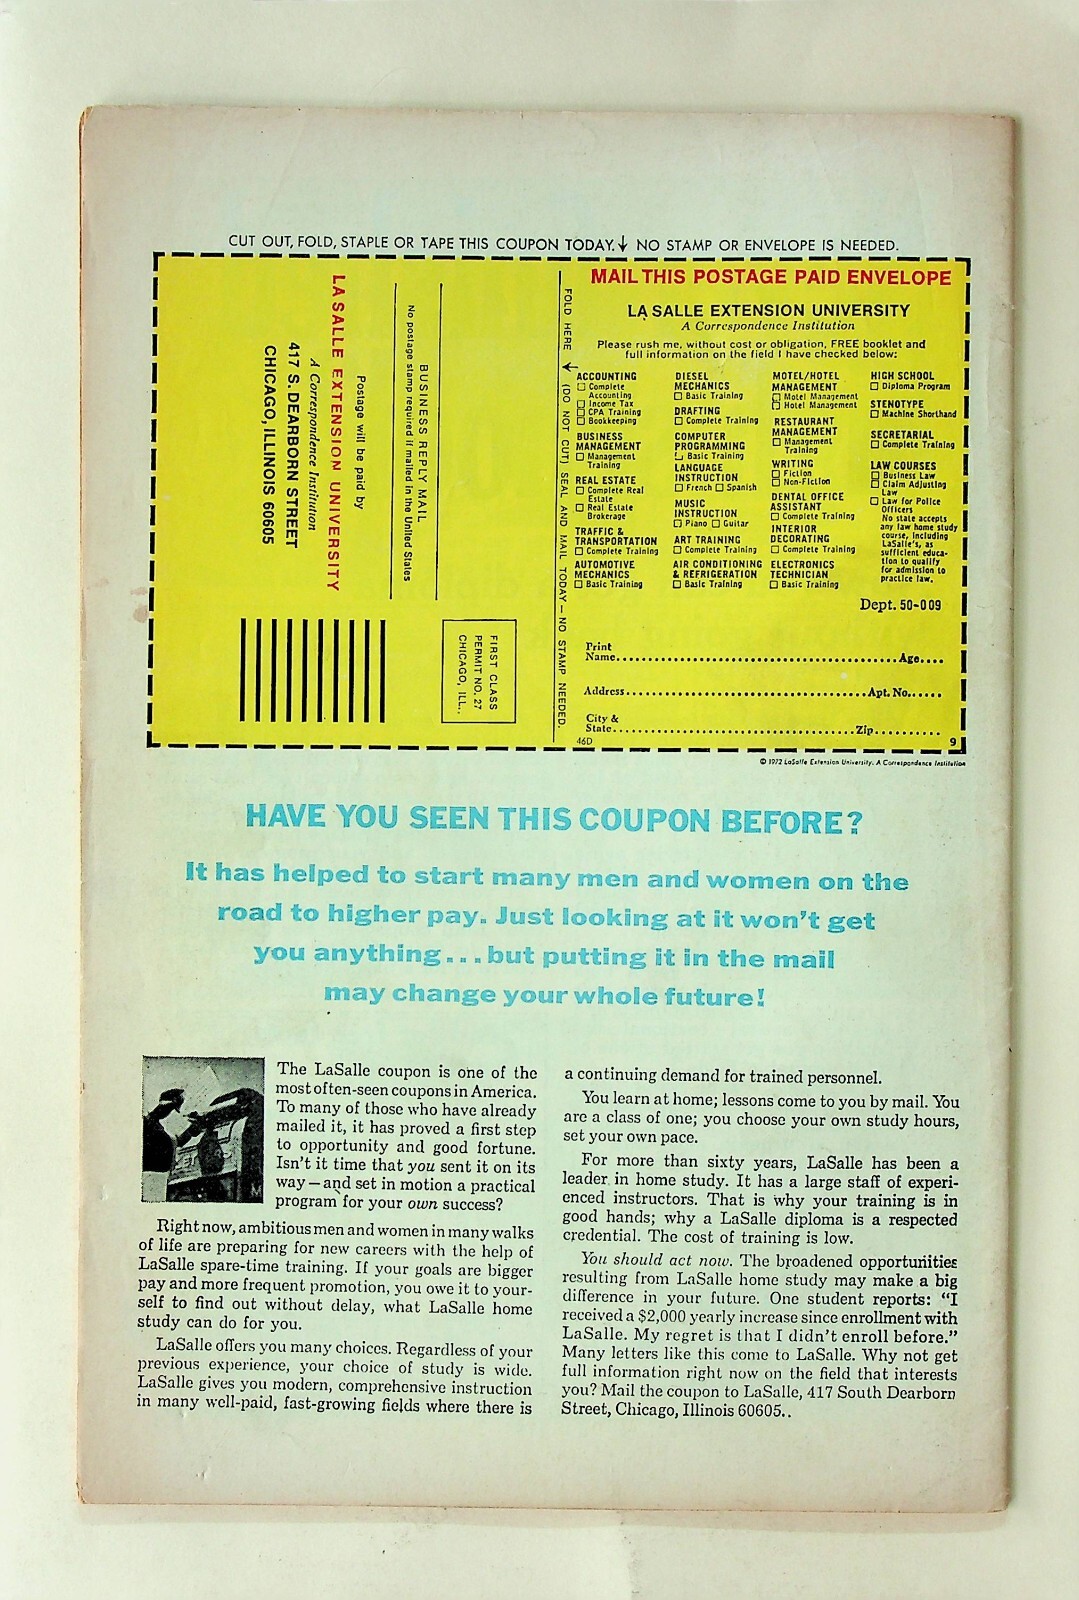 CUT OUT, FOLD, STAPLE OR TAPE THIS COUPON TODAY. ↓ NO STAMP OR ENVELOPE IS NEEDED.
FIRST CLASS
PERMIT NO. 27
CHICAGO, ILL..
BUSINESS REPLY MAIL
No postage stamp required if mailed in the United States
Postage will be paid by
LA SALLE EXTENSION UNIVERSITY
A Correspondence Institution
417 S. DEARBORN STREET
CHICAGO, ILLINOIS 60605
FOLD HERE → (DO NOT CUT) SEAL AND MAIL TODAY — NO STAMP NEEDED.
MAIL THIS POSTAGE PAID ENVELOPE
LA SALLE EXTENSION UNIVERSITY
A Correspondence Institution
Please rush me, without cost or obligation, FREE booklet and
full information on the field I have checked below:
ACCOUNTING
☐ Complete
Accounting
☐ Income Tax
☐ CPA Training
☐ Bookkeeping
BUSINESS
MANAGEMENT
☐ Management
Training
REAL ESTATE
☐ Complete Real
Estate
☐ Real Estate
Brokerage
TRAFFIC &
TRANSPORTATION
☐ Complete Training
AUTOMOTIVE
MECHANICS
☐ Basic Training
DIESEL
MECHANICS
☐ Basic Training
DRAFTING
☐ Complete Training
COMPUTER
PROGRAMMING
☐ Basic Training
LANGUAGE
INSTRUCTION
☐ French ☐ Spanish
MUSIC
INSTRUCTION
☐ Piano ☐ Guitar
ART TRAINING
☐ Complete Training
AIR CONDITIONING
& REFRIGERATION
☐ Basic Training
MOTEL/HOTEL
MANAGEMENT
☐ Motel Management
☐ Hotel Management
RESTAURANT
MANAGEMENT
☐ Management
Training
WRITING
☐ Fiction
☐ Non-Fiction
DENTAL OFFICE
ASSISTANT
☐ Complete Training
INTERIOR
DECORATING
☐ Complete Training
ELECTRONICS
TECHNICIAN
☐ Basic Training
HIGH SCHOOL
☐ Diploma Program
STENOTYPE
☐ Machine Shorthand
SECRETARIAL
☐ Complete Training
LAW COURSES
☐ Business Law
☐ Claim Adjusting
Law
☐ Law for Police
Officers
No state accepts
any law home study
course, including
LaSalle's, as
sufficient educa-
tion to qualify
for admission to
practice law.
Dept. 50-009
Print
Name........Age....
Address........Apt. No......
City &
State........Zip..........
46D 9
© 1972 LaSalle Extension University. A Correspondence Institution
HAVE YOU SEEN THIS COUPON BEFORE?
It has helped to start many men and women on the
road to higher pay. Just looking at it won't get
you anything...but putting it in the mail
may change your whole future!
The LaSalle coupon is one of the
most often-seen coupons in America.
To many of those who have already
mailed it, it has proved a first step
to opportunity and good fortune.
Isn't it time that you sent it on its
way—and set in motion a practical
program for your own success?
Right now, ambitious men and women in many walks
of life are preparing for new careers with the help of
LaSalle spare-time training. If your goals are bigger
pay and more frequent promotion, you owe it to your-
self to find out without delay, what LaSalle home
study can do for you.
LaSalle offers you many choices. Regardless of your
previous experience, your choice of study is wide.
LaSalle gives you modern, comprehensive instruction
in many well-paid, fast-growing fields where there is
a continuing demand for trained personnel.
You learn at home; lessons come to you by mail. You
are a class of one; you choose your own study hours,
set your own pace.
For more than sixty years, LaSalle has been a
leader in home study. It has a large staff of experi-
enced instructors. That is why your training is in
good hands; why a LaSalle diploma is a respected
credential. The cost of training is low.
You should act now. The broadened opportunities
resulting from LaSalle home study may make a big
difference in your future. One student reports: "I
received a $2,000 yearly increase since enrollment with
LaSalle. My regret is that I didn't enroll before."
Many letters like this come to LaSalle. Why not get
full information right now on the field that interests
you? Mail the coupon to LaSalle, 417 South Dearborn
Street, Chicago, Illinois 60605..